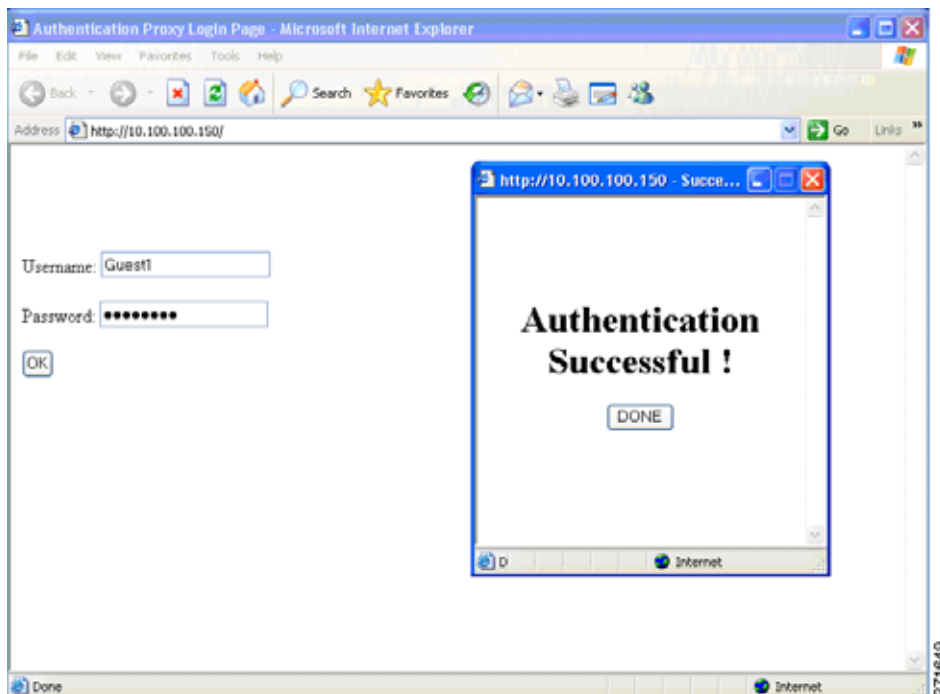 Authentication Proxy Login Page - Microsoft Internet Explorer
File Edit View Favorites Tools Help
Back Search Favorites
Address http://10.100.100.150/ Go Links »
http://10.100.100.150 - Succe...
Username: Guest1
Password: ••••••••
OK
Authentication
Successful !
DONE
D Internet
Done Internet